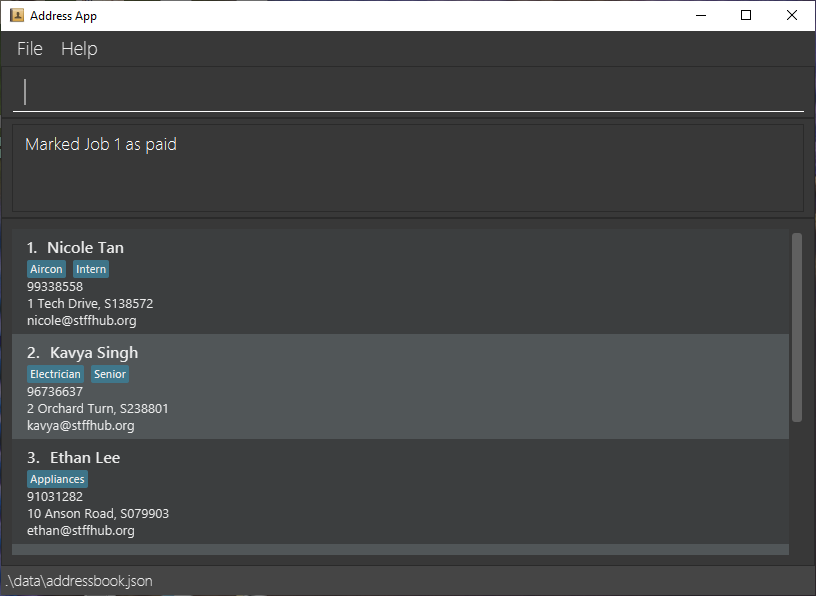 Address App
File Help
Marked Job 1 as paid
1. Nicole Tan
Aircon Intern
99338558
1 Tech Drive, S138572
nicole@stffhub.org
2. Kavya Singh
Electrician Senior
96736637
2 Orchard Turn, S238801
kavya@stffhub.org
3. Ethan Lee
Appliances
91031282
10 Anson Road, S079903
ethan@stffhub.org
.\data\addressbook.json